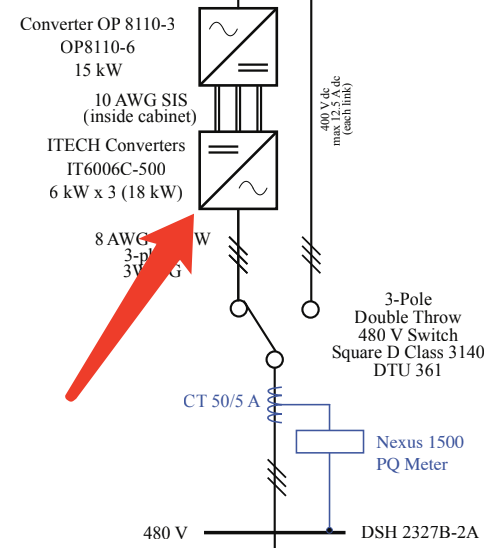 Converter OP 8110-3
OP8110-6
15 kW
10 AWG SIS
(inside cabinet)
400 V dc
max 12.5 A dc
(each link)
ITECH Converters
IT6006C-500
6 kW x 3 (18 kW)
8 AWG
3-Pole
Double Throw
480 V Switch
Square D Class 3140
DTU 361
CT 50/5 A
Nexus 1500
PQ Meter
480 V
DSH 2327B-2A